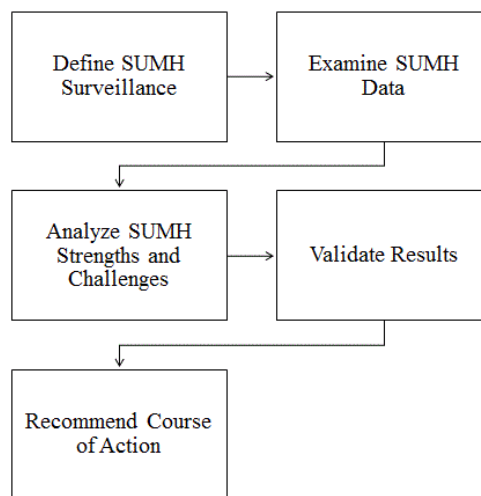 Define SUMH
Surveillance
Examine SUMH
Data
Analyze SUMH
Strengths and
Challenges
Validate Results
Recommend Course
of Action